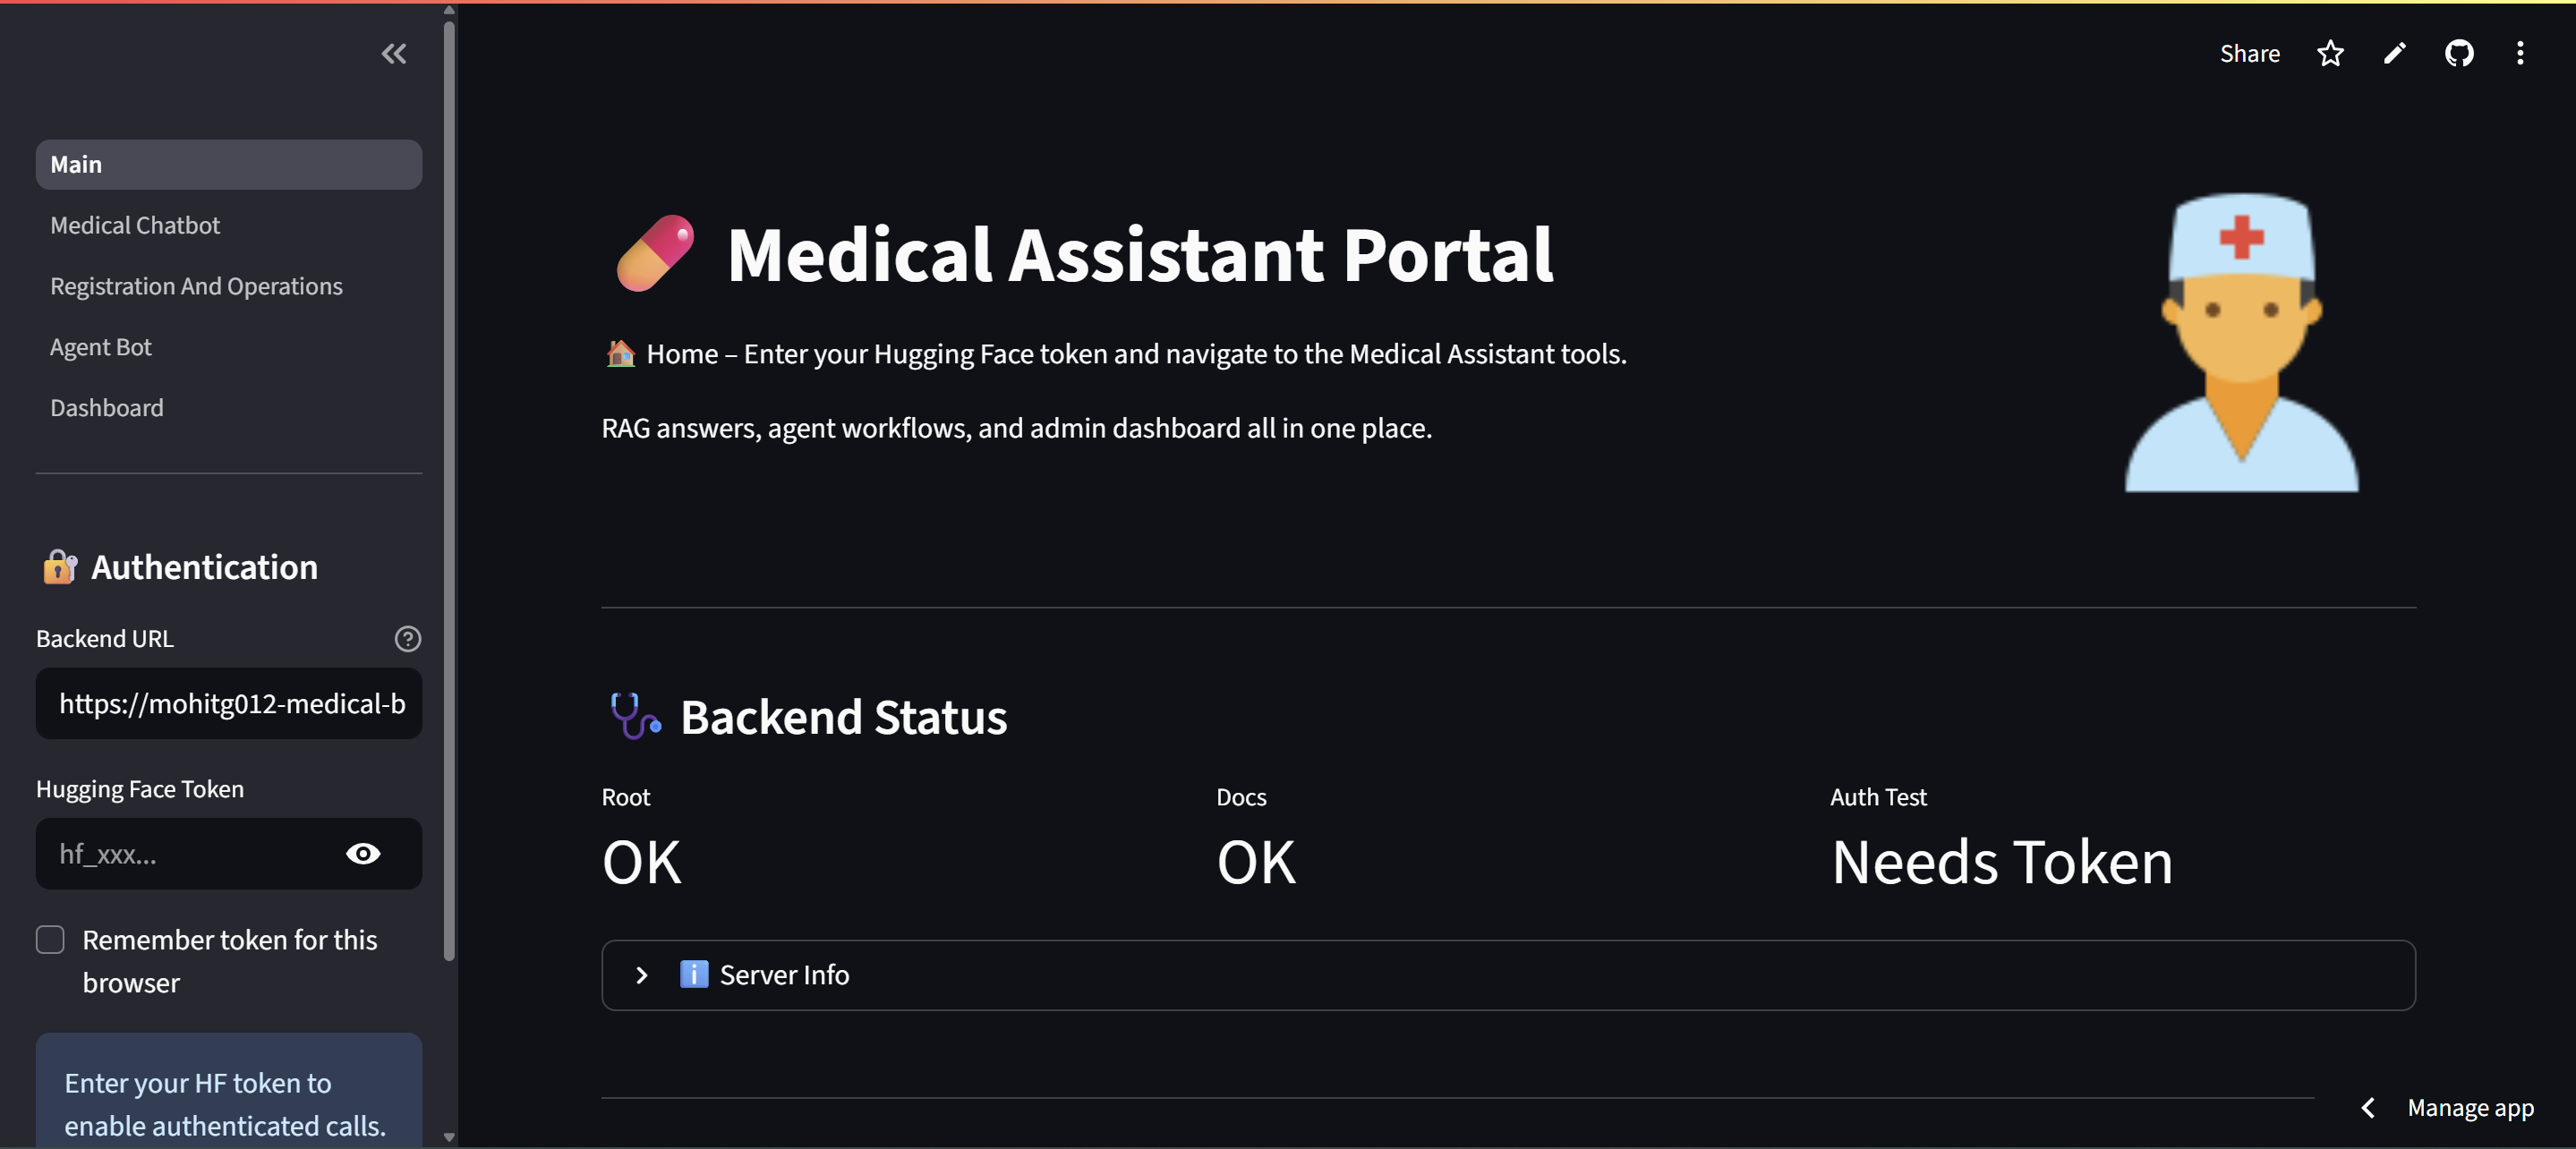 Main
Medical Chatbot
Registration And Operations
Agent Bot
Dashboard
Authentication
Backend URL
https://mohitg012-medical-b
Hugging Face Token
hf_xxx...
Remember token for this
browser
Enter your HF token to
enable authenticated calls.
Share
Medical Assistant Portal
Home – Enter your Hugging Face token and navigate to the Medical Assistant tools.
RAG answers, agent workflows, and admin dashboard all in one place.
Backend Status
Root
OK
Docs
OK
Auth Test
Needs Token
Server Info
Manage app